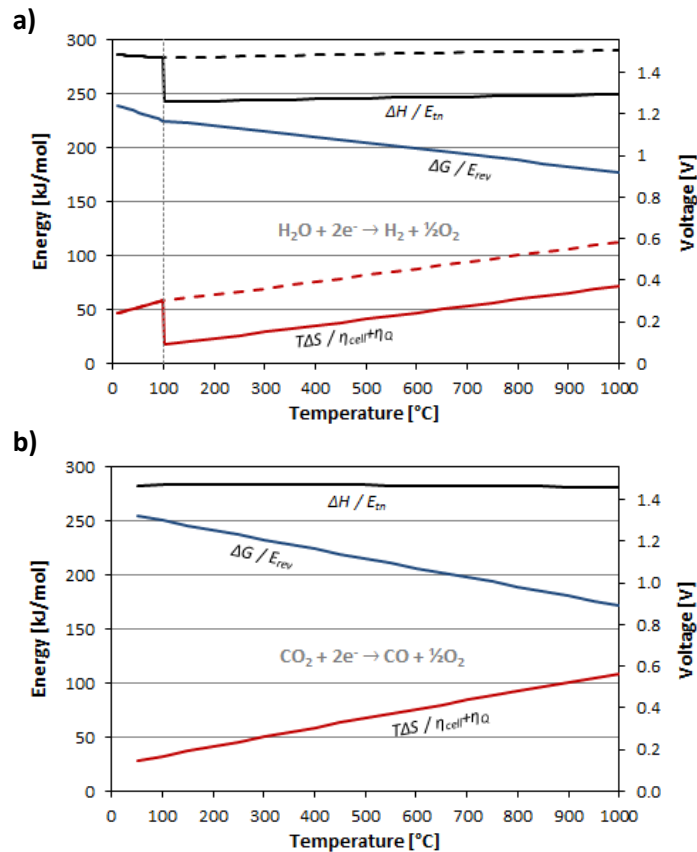 a)
300
250
200
150
100
50
0
Energy [kJ/mol]
1.4
1.2
1
0.8
0.6
0.4
0.2
0
Voltage [V]
ΔH / Eₜₙ
ΔG / Eᵣₑᵥ
H₂O + 2e⁻ → H₂ + ½O₂
TΔS / η_cell+η_Q
0 100 200 300 400 500 600 700 800 900 1000
Temperature [°C]
b)
300
250
200
150
100
50
0
Energy [kJ/mol]
1.4
1.2
1.0
0.8
0.6
0.4
0.2
0.0
Voltage [V]
ΔH / Eₜₙ
ΔG / Eᵣₑᵥ
CO₂ + 2e⁻ → CO + ½O₂
TΔS / η_cell+η_Q
0 100 200 300 400 500 600 700 800 900 1000
Temperature [°C]